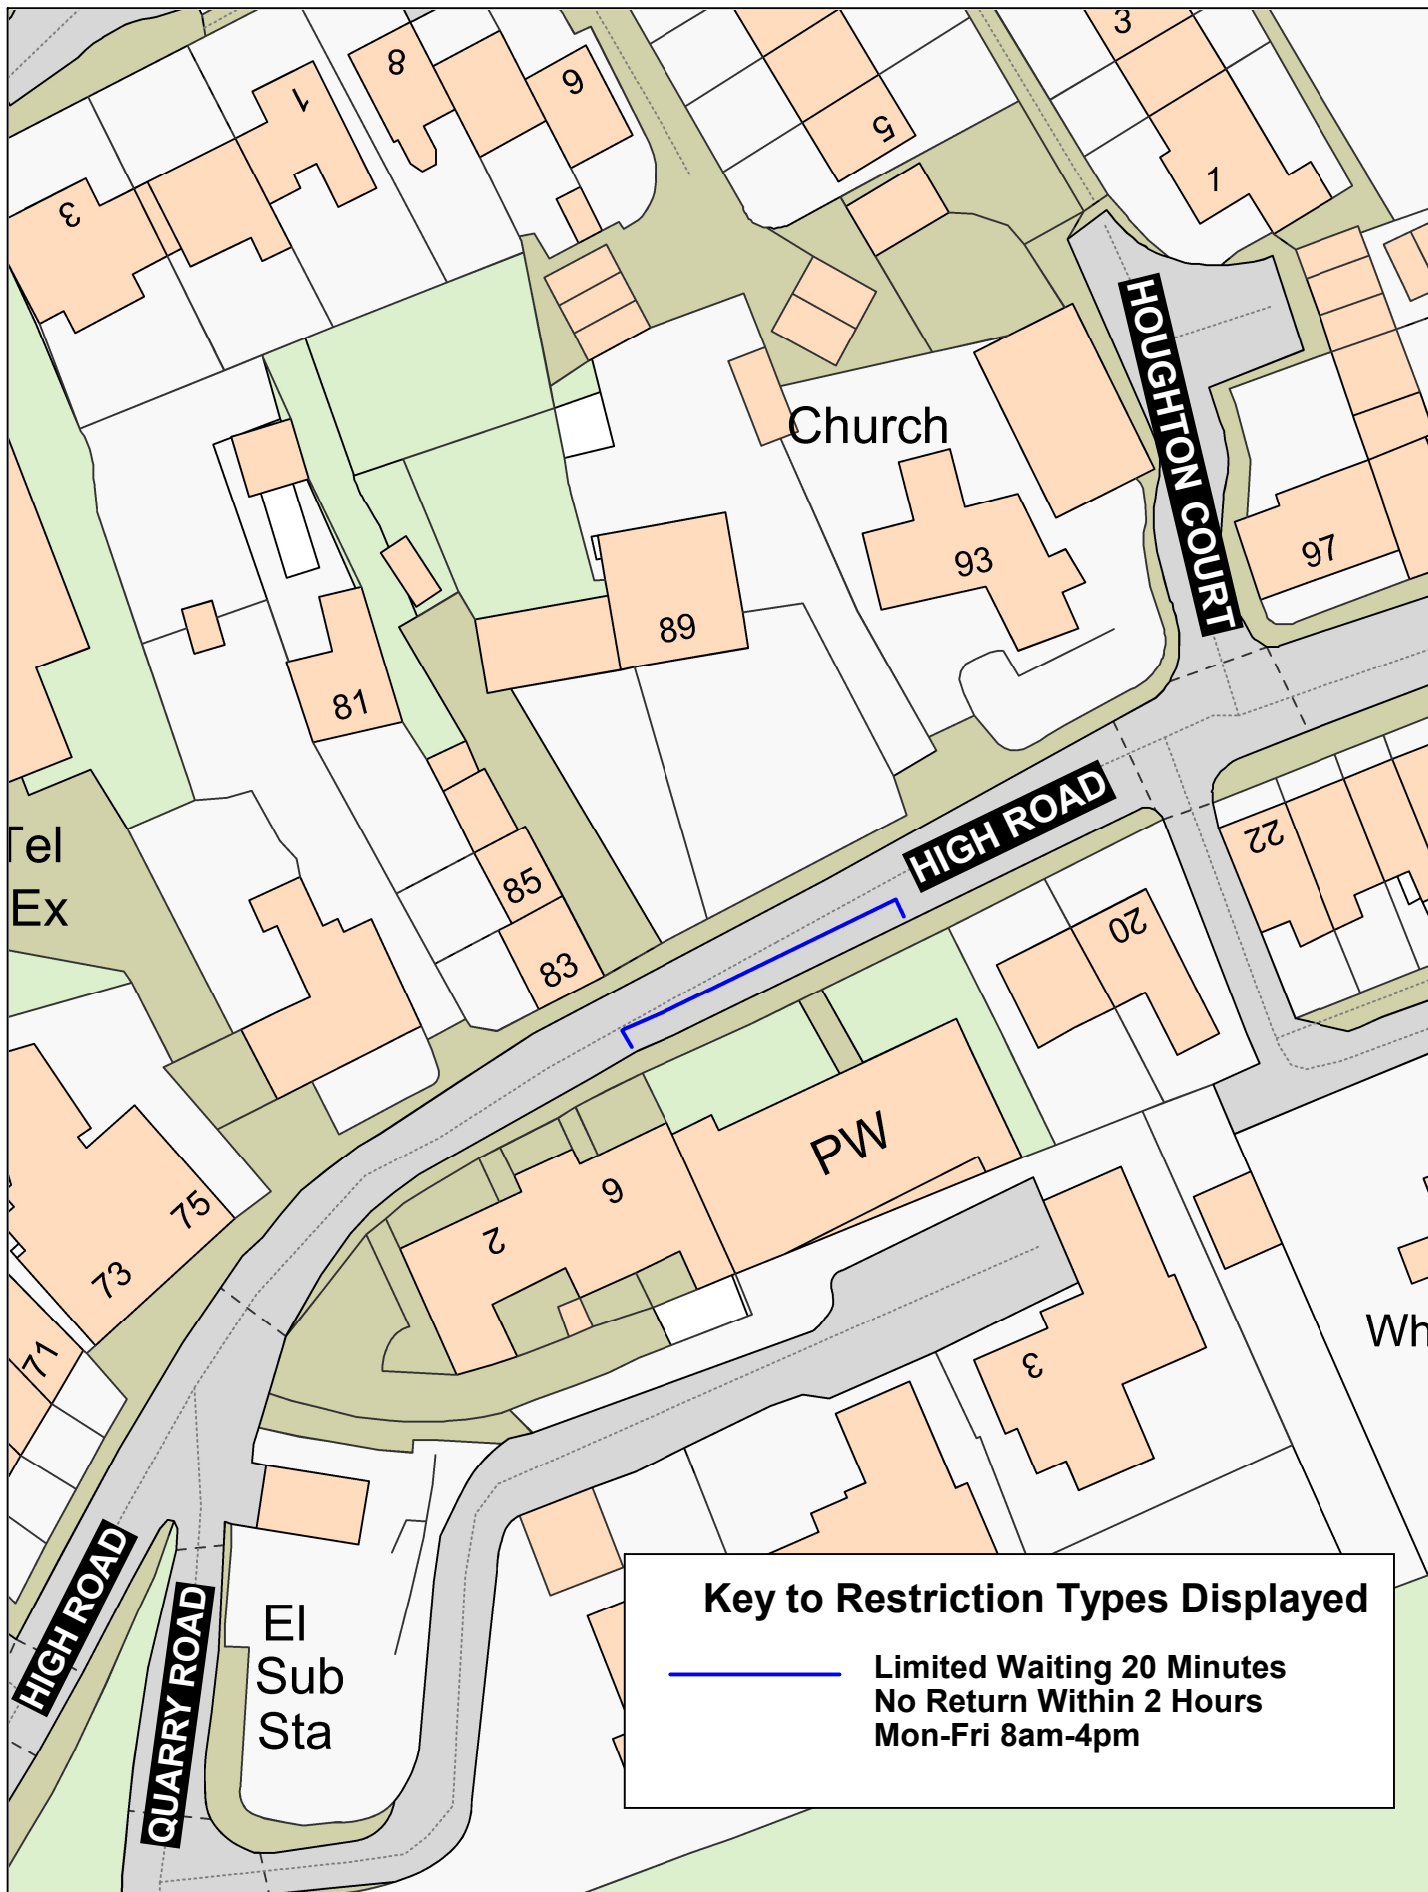 3
8
1
6
5
1
3
HOUGHTON COURT
Church
93
97
89
81
HIGH ROAD
22
Tel
Ex
85
20
83
PW
6
75
2
73
71
3
HIGH ROAD
QUARRY ROAD
El
Sub
Sta
Key to Restriction Types Displayed
Limited Waiting 20 Minutes
No Return Within 2 Hours
Mon-Fri 8am-4pm